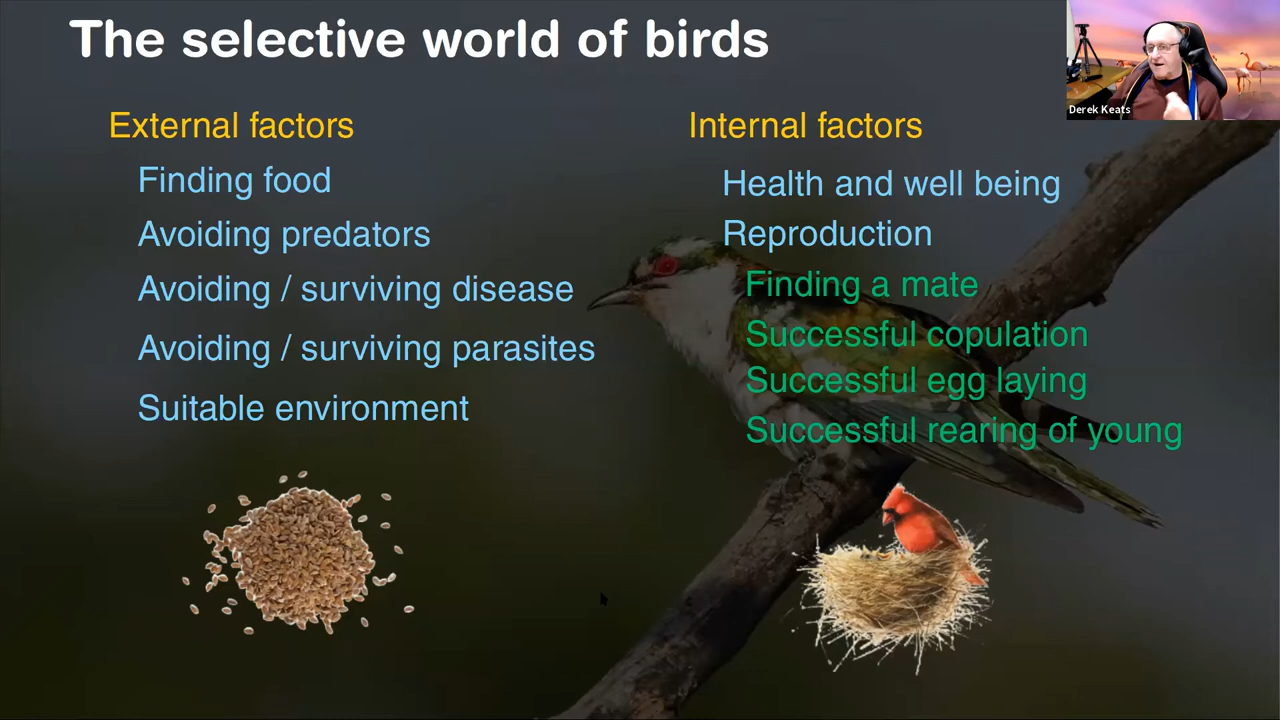 The selective world of birds
Derek Keats
External factors
Finding food
Avoiding predators
Avoiding / surviving disease
Avoiding / surviving parasites
Suitable environment
Internal factors
Health and well being
Reproduction
Finding a mate
Successful copulation
Successful egg laying
Successful rearing of young